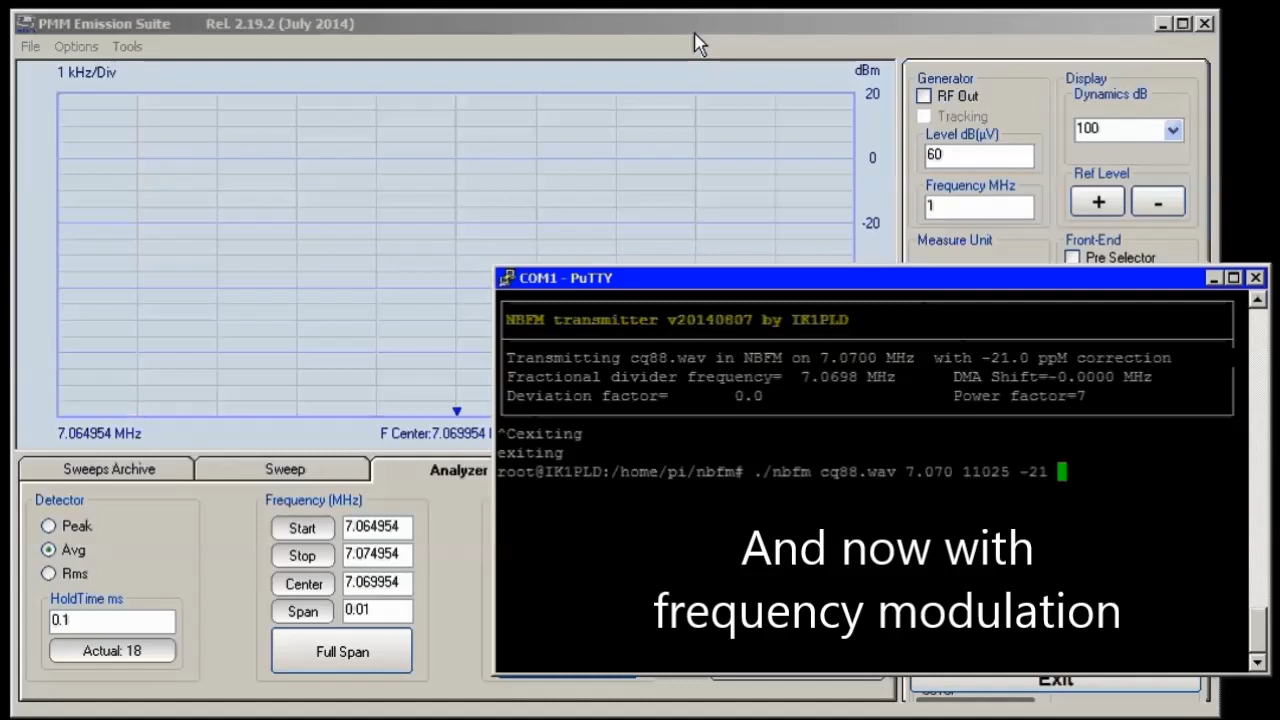 PMM Emission Suite Rel. 2.19.2 (July 2014)
File Options Tools
1 kHz/Div
dBm
20
0
-20
7.064954 MHz
F Center:7.069954
Generator
RF Out
Tracking
Level dB(µV)
60
Frequency MHz
1
Measure Unit
Display
Dynamics dB
100
Ref Level
+ -
Front-End
Pre Selector
COM1 - PuTTY
NBFM transmitter v20140807 by IK1PLD
Transmitting cq88.wav in NBFM on 7.0700 MHz with -21.0 ppM correction
Fractional divider frequency= 7.0698 MHz DMA Shift=-0.0000 MHz
Deviation factor= 0.0 Power factor=7
^Cexiting
exiting
root@IK1PLD:/home/pi/nbfm# ./nbfm cq88.wav 7.070 11025 -21
And now with
frequency modulation
Sweeps Archive Sweep Analyzer
Detector
Peak
Avg
Rms
HoldTime ms
0.1
Actual: 18
Frequency (MHz)
Start 7.064954
Stop 7.074954
Center 7.069954
Span 0.01
Full Span
Exit